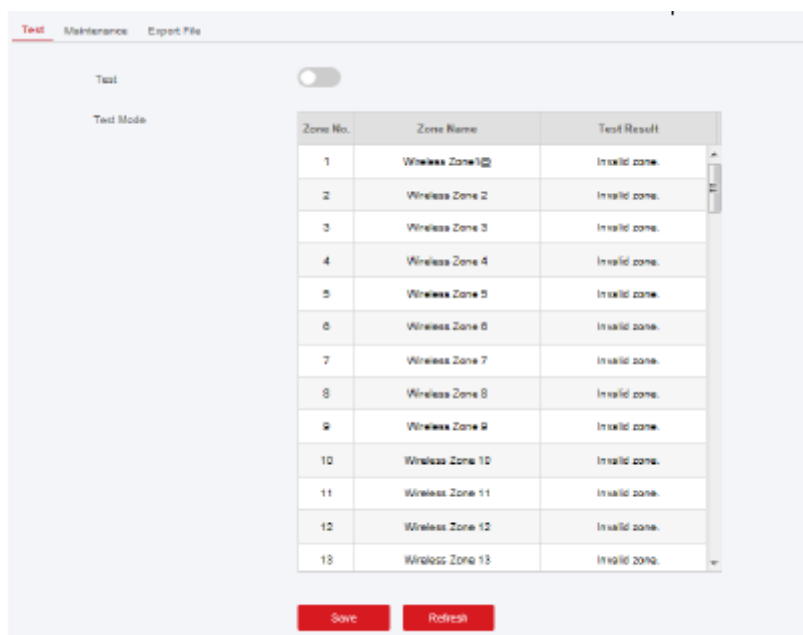 Test Maintenance Export File
Test
Test Mode
Zone No. Zone Name Test Result
1 Wireless Zone1@ Invalid zone.
2 Wireless Zone 2 Invalid zone.
3 Wireless Zone 3 Invalid zone.
4 Wireless Zone 4 Invalid zone.
5 Wireless Zone 5 Invalid zone.
6 Wireless Zone 6 Invalid zone.
7 Wireless Zone 7 Invalid zone.
8 Wireless Zone 8 Invalid zone.
9 Wireless Zone 9 Invalid zone.
10 Wireless Zone 10 Invalid zone.
11 Wireless Zone 11 Invalid zone.
12 Wireless Zone 12 Invalid zone.
13 Wireless Zone 13 Invalid zone.
Save Refresh